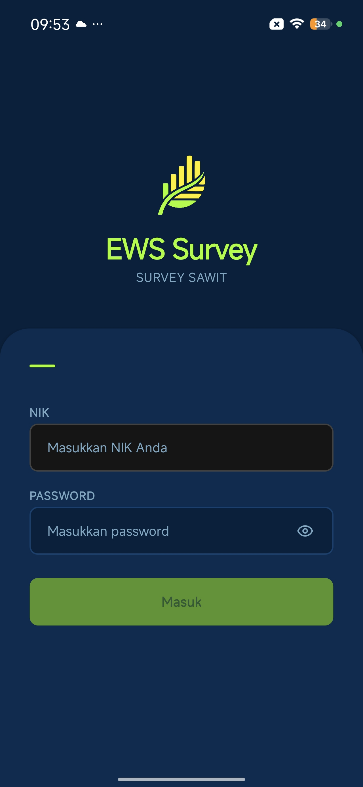 09:53
34
EWS Survey
SURVEY SAWIT
NIK
Masukkan NIK Anda
PASSWORD
Masukkan password
Masuk